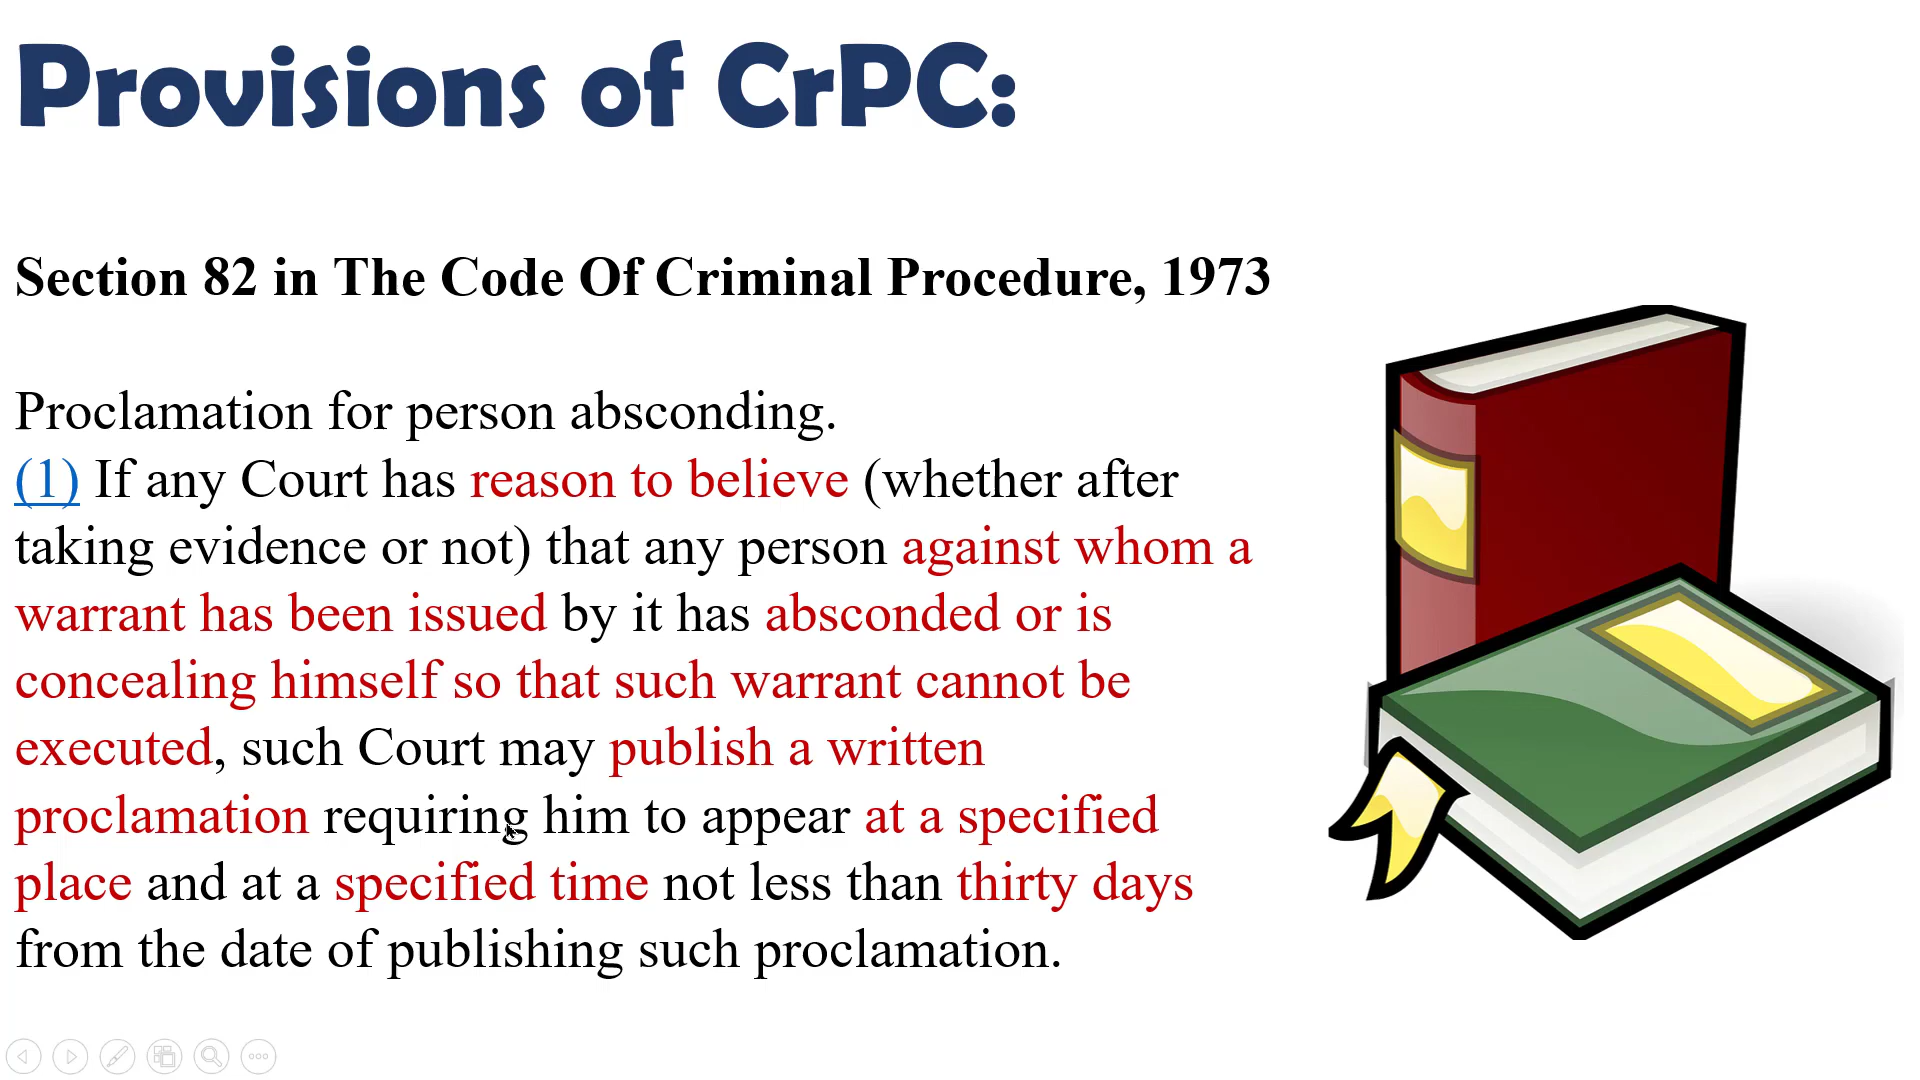 Provisions of CrPC:
Section 82 in The Code Of Criminal Procedure, 1973
Proclamation for person absconding.
(1) If any Court has reason to believe (whether after
taking evidence or not) that any person against whom a
warrant has been issued by it has absconded or is
concealing himself so that such warrant cannot be
executed, such Court may publish a written
proclamation requiring him to appear at a specified
place and at a specified time not less than thirty days
from the date of publishing such proclamation.